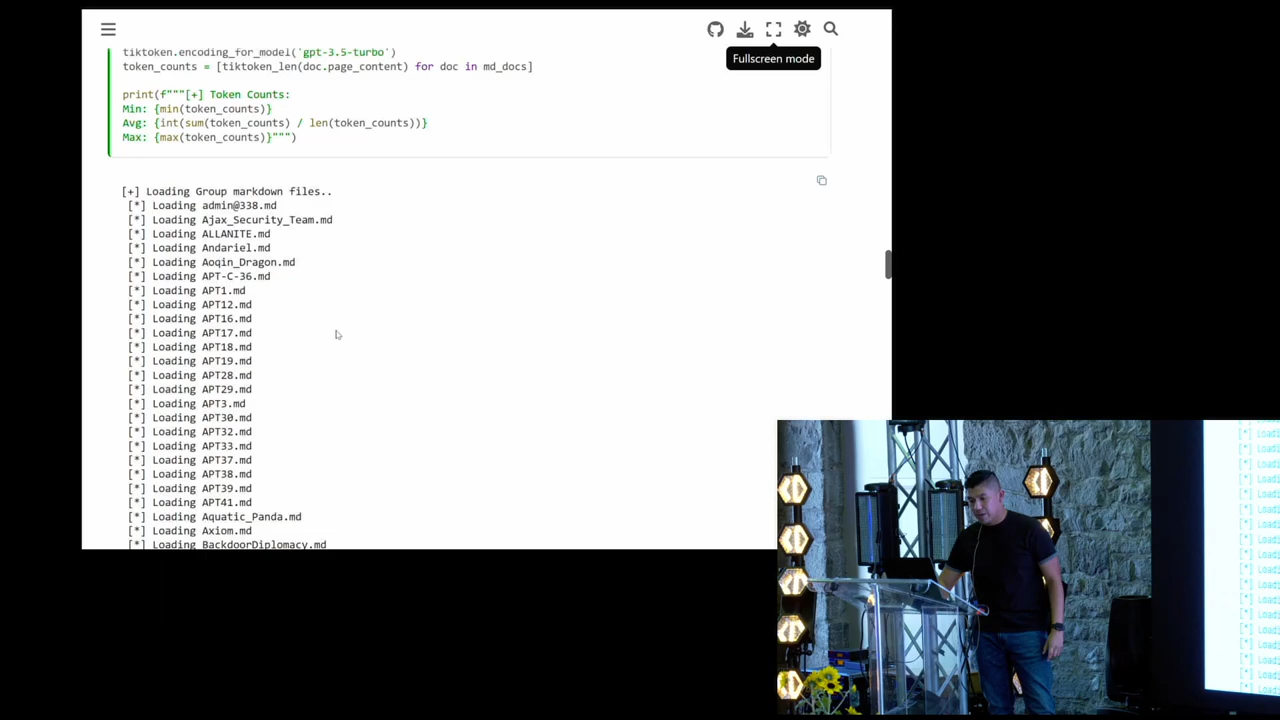 Fullscreen mode
tiktoken.encoding_for_model('gpt-3.5-turbo')
token_counts = [tiktoken_len(doc.page_content) for doc in md_docs]
print(f"""[+] Token Counts:
Min: {min(token_counts)}
Avg: {int(sum(token_counts) / len(token_counts))}
Max: {max(token_counts)}""")
[+] Loading Group markdown files..
[*] Loading admin@338.md
[*] Loading Ajax_Security_Team.md
[*] Loading ALLANITE.md
[*] Loading Andariel.md
[*] Loading Aoqin_Dragon.md
[*] Loading APT-C-36.md
[*] Loading APT1.md
[*] Loading APT12.md
[*] Loading APT16.md
[*] Loading APT17.md
[*] Loading APT18.md
[*] Loading APT19.md
[*] Loading APT28.md
[*] Loading APT29.md
[*] Loading APT3.md
[*] Loading APT30.md
[*] Loading APT32.md
[*] Loading APT33.md
[*] Loading APT37.md
[*] Loading APT38.md
[*] Loading APT39.md
[*] Loading APT41.md
[*] Loading Aquatic_Panda.md
[*] Loading Axiom.md
[*] Loading BackdoorDiplomacy.md